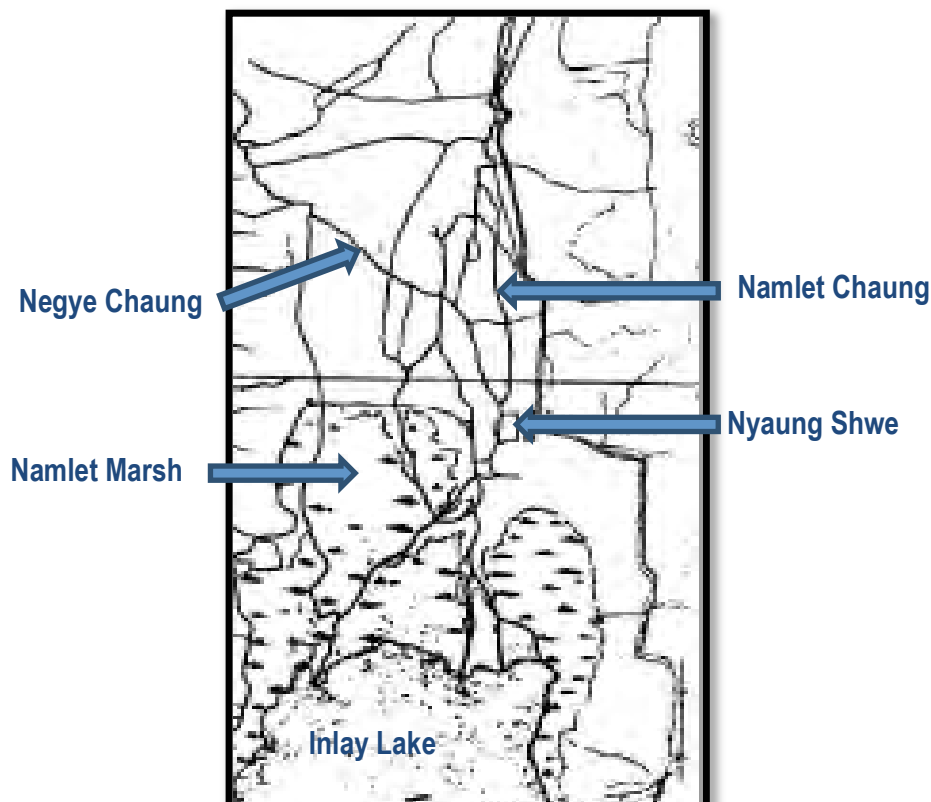 Negye Chaung
Namlet Chaung
Nyaung Shwe
Namlet Marsh
Inlay Lake